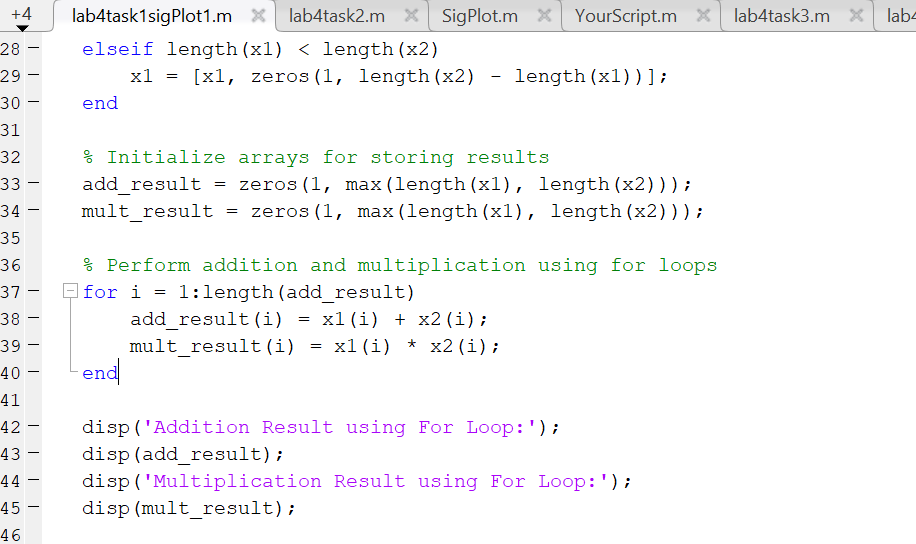 +4 lab4task1sigPlot1.m × lab4task2.m × SigPlot.m × YourScript.m × lab4task3.m × lab4
28 – elseif length(x1) < length(x2)
29 – x1 = [x1, zeros(1, length(x2) - length(x1))];
30 – end
31
32 % Initialize arrays for storing results
33 – add_result = zeros(1, max(length(x1), length(x2)));
34 – mult_result = zeros(1, max(length(x1), length(x2)));
35
36 % Perform addition and multiplication using for loops
37 – for i = 1:length(add_result)
38 – add_result(i) = x1(i) + x2(i);
39 – mult_result(i) = x1(i) * x2(i);
40 – end
41
42 – disp('Addition Result using For Loop:');
43 – disp(add_result);
44 – disp('Multiplication Result using For Loop:');
45 – disp(mult_result);
46